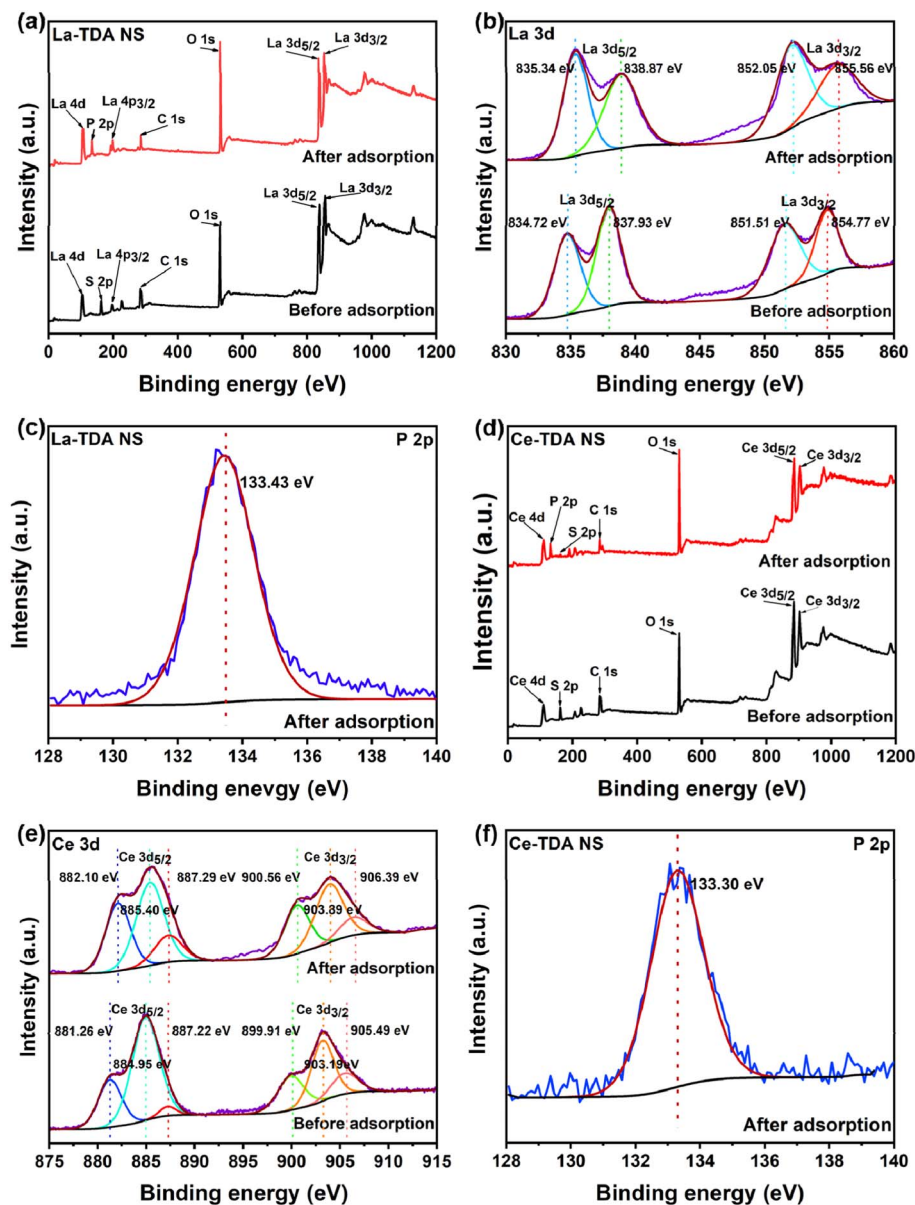 (a)
La-TDA NS
O 1s
La 3d5/2
La 3d3/2
La 4d
P 2p
La 4p3/2
C 1s
After adsorption
La 3d5/2
La 3d3/2
O 1s
La 4d
S 2p
La 4p3/2
C 1s
Before adsorption
0 200 400 600 800 1000 1200
Binding energy (eV)
Intensity (a.u.)
(b)
La 3d
La 3d5/2
La 3d3/2
835.34 eV
838.87 eV
852.05 eV
855.56 eV
After adsorption
La 3d5/2
La 3d3/2
834.72 eV
837.93 eV
851.51 eV
854.77 eV
Before adsorption
830 835 840 845 850 855 860
Binding energy (eV)
Intensity (a.u.)
(c)
La-TDA NS
P 2p
133.43 eV
After adsorption
128 130 132 134 136 138 140
Binding enevgy (eV)
Intensity (a.u.)
(d)
Ce-TDA NS
O 1s
Ce 3d5/2
Ce 3d3/2
P 2p
Ce 4d
S 2p
C 1s
After adsorption
Ce 3d5/2
Ce 3d3/2
O 1s
Ce 4d
S 2p
C 1s
Before adsorption
0 200 400 600 800 1000 1200
Binding energy (eV)
Intensity (a.u.)
(e)
Ce 3d
Ce 3d5/2
Ce 3d3/2
882.10 eV
887.29 eV
900.56 eV
906.39 eV
885.40 eV
903.89 eV
After adsorption
Ce 3d5/2
Ce 3d3/2
881.26 eV
887.22 eV
899.91 eV
905.49 eV
884.95 eV
903.19 eV
Before adsorption
875 880 885 890 895 900 905 910 915
Binding energy (eV)
Intensity (a.u.)
(f)
Ce-TDA NS
P 2p
133.30 eV
After adsorption
128 130 132 134 136 138 140
Binding energy (eV)
Intensity (a.u.)